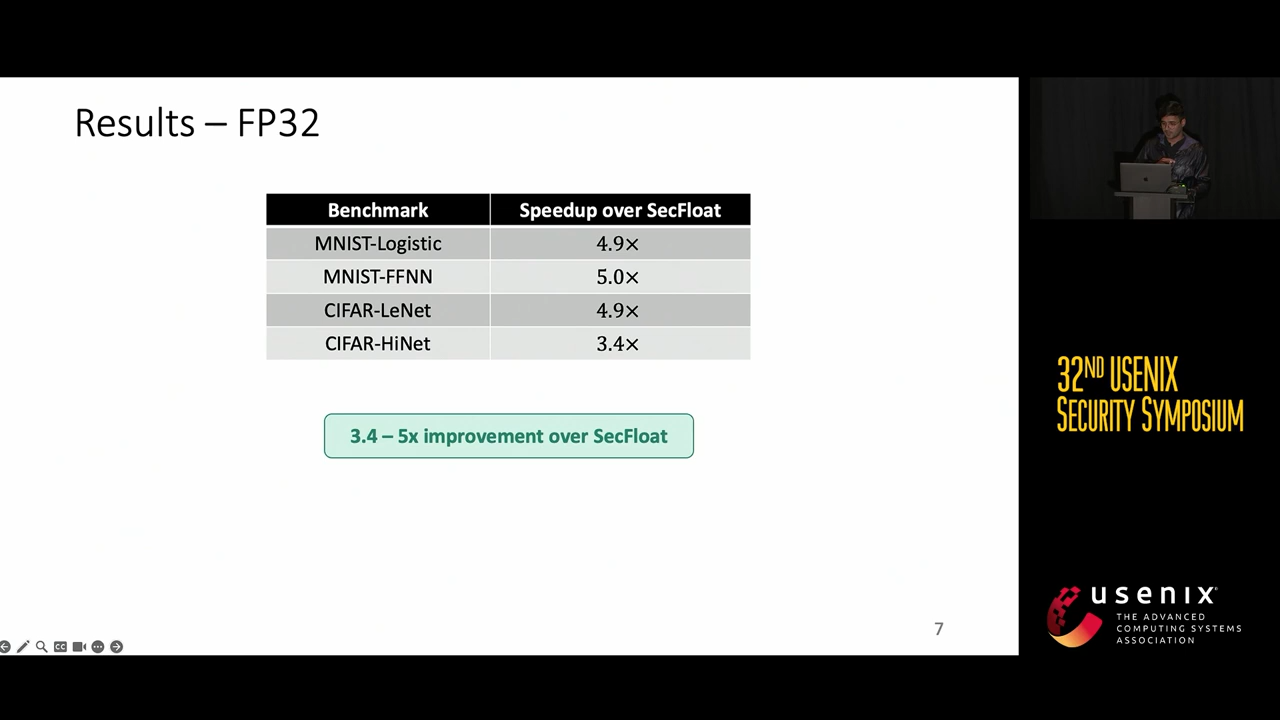 Results – FP32
Benchmark Speedup over SecFloat
MNIST-Logistic 4.9×
MNIST-FFNN 5.0×
CIFAR-LeNet 4.9×
CIFAR-HiNet 3.4×
3.4 – 5x improvement over SecFloat
7
32ND USENIX
SECURITY SYMPOSIUM
usenix
THE ADVANCED
COMPUTING SYSTEMS
ASSOCIATION